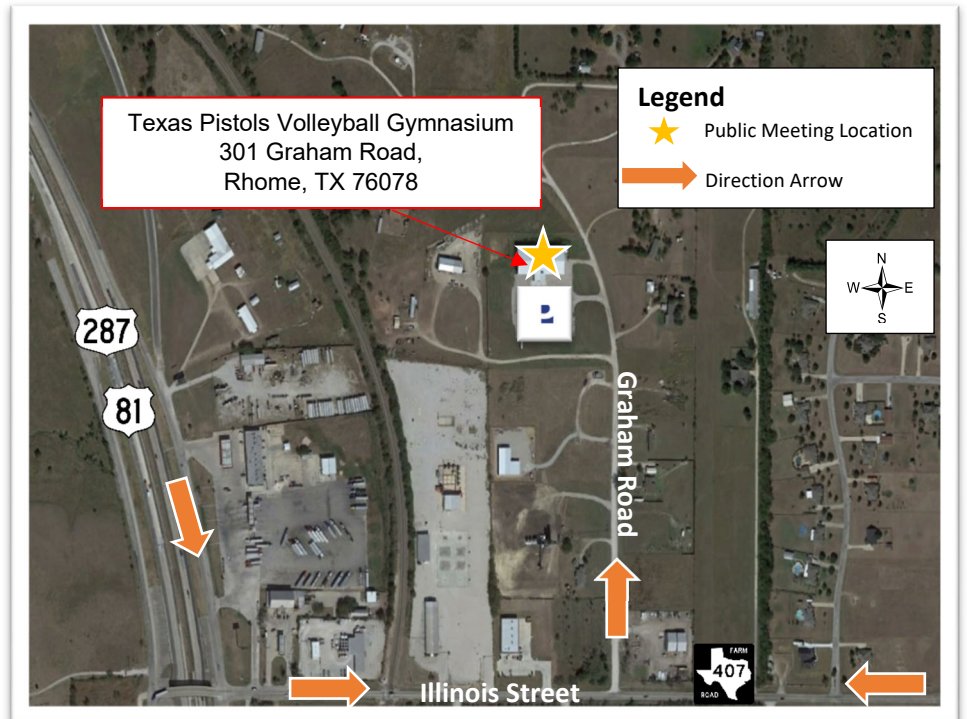 Texas Pistols Volleyball Gymnasium
301 Graham Road,
Rhome, TX 76078
Legend
Public Meeting Location
Direction Arrow
N
W E
S
287
81
Graham Road
FARM
407
ROAD
Illinois Street